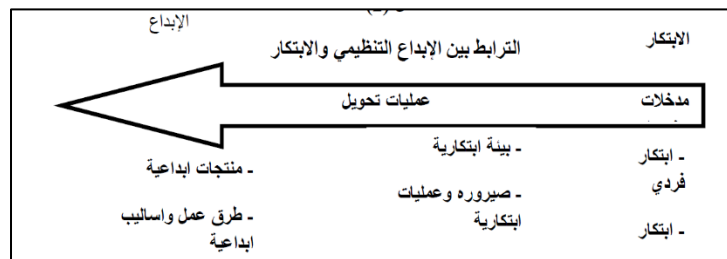 الابتكار
الترابط بين الإبداع التنظيمي والابتكار
الإبداع
مدخلات
عمليات تحويل
- ابتكار
فردي
- ابتكار
- بيئة ابتكارية
- صيروره وعمليات
ابتكارية
- منتجات ابداعية
- طرق عمل واساليب
ابداعية